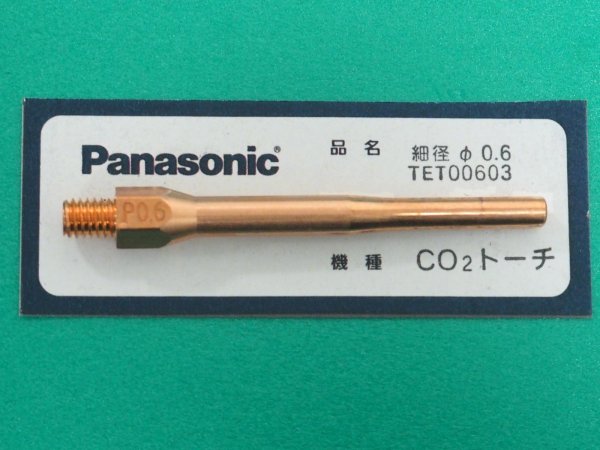 Panasonic®
品名 細径 φ 0.6
TET00603
P0.6
機種 CO₂トーチ